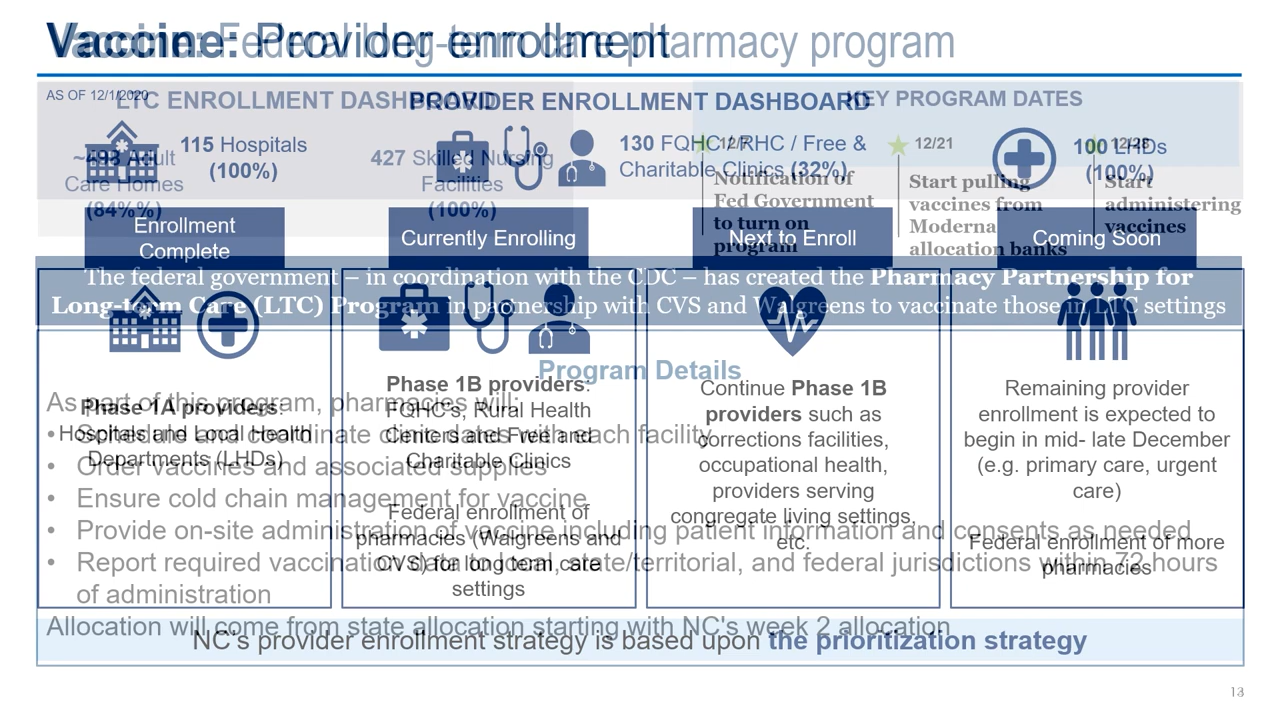 Vaccine: Provider enrollment
Vaccine: Federal long-term care pharmacy program
AS OF 12/1/2020
PROVIDER ENROLLMENT DASHBOARD
115 Hospitals
(100%)
130 FQHC / RHC / Free &
Charitable Clinics (32%)
100 LHDs
(100%)
Enrollment
Complete
Phase 1A providers:
Hospitals and Local Health
Departments (LHDs)
Currently Enrolling
Phase 1B providers:
FQHC's, Rural Health
Centers and Free and
Charitable Clinics
Federal enrollment of
pharmacies (Walgreens and
CVS) for long term care
settings
Next to Enroll
Continue Phase 1B
providers such as
corrections facilities,
occupational health,
providers serving
congregate living settings,
etc.
Coming Soon
Remaining provider
enrollment is expected to
begin in mid- late December
(e.g. primary care, urgent
care)
Federal enrollment of more
pharmacies
NC's provider enrollment strategy is based upon the prioritization strategy
LTC ENROLLMENT DASHBOARD
Adult
Care Homes
(84%%)
427 Skilled Nursing
Facilities
(100%)
KEY PROGRAM DATES
12/7
Notification of
Fed Government
to turn on
program
12/21
Start pulling
vaccines from
Moderna
allocation banks
12/28
Start
administering
vaccines
The federal government – in coordination with the CDC – has created the Pharmacy Partnership for
Long-term Care (LTC) Program in partnership with CVS and Walgreens to vaccinate those in LTC settings
Program Details
As part of this program, pharmacies will:
• Schedule and coordinate clinic dates with each facility
• Order vaccines and associated supplies
• Ensure cold chain management for vaccine
• Provide on-site administration of vaccine including patient information and consents as needed
• Report required vaccination data to local, state/territorial, and federal jurisdictions within 72 hours
of administration
Allocation will come from state allocation starting with NC's week 2 allocation